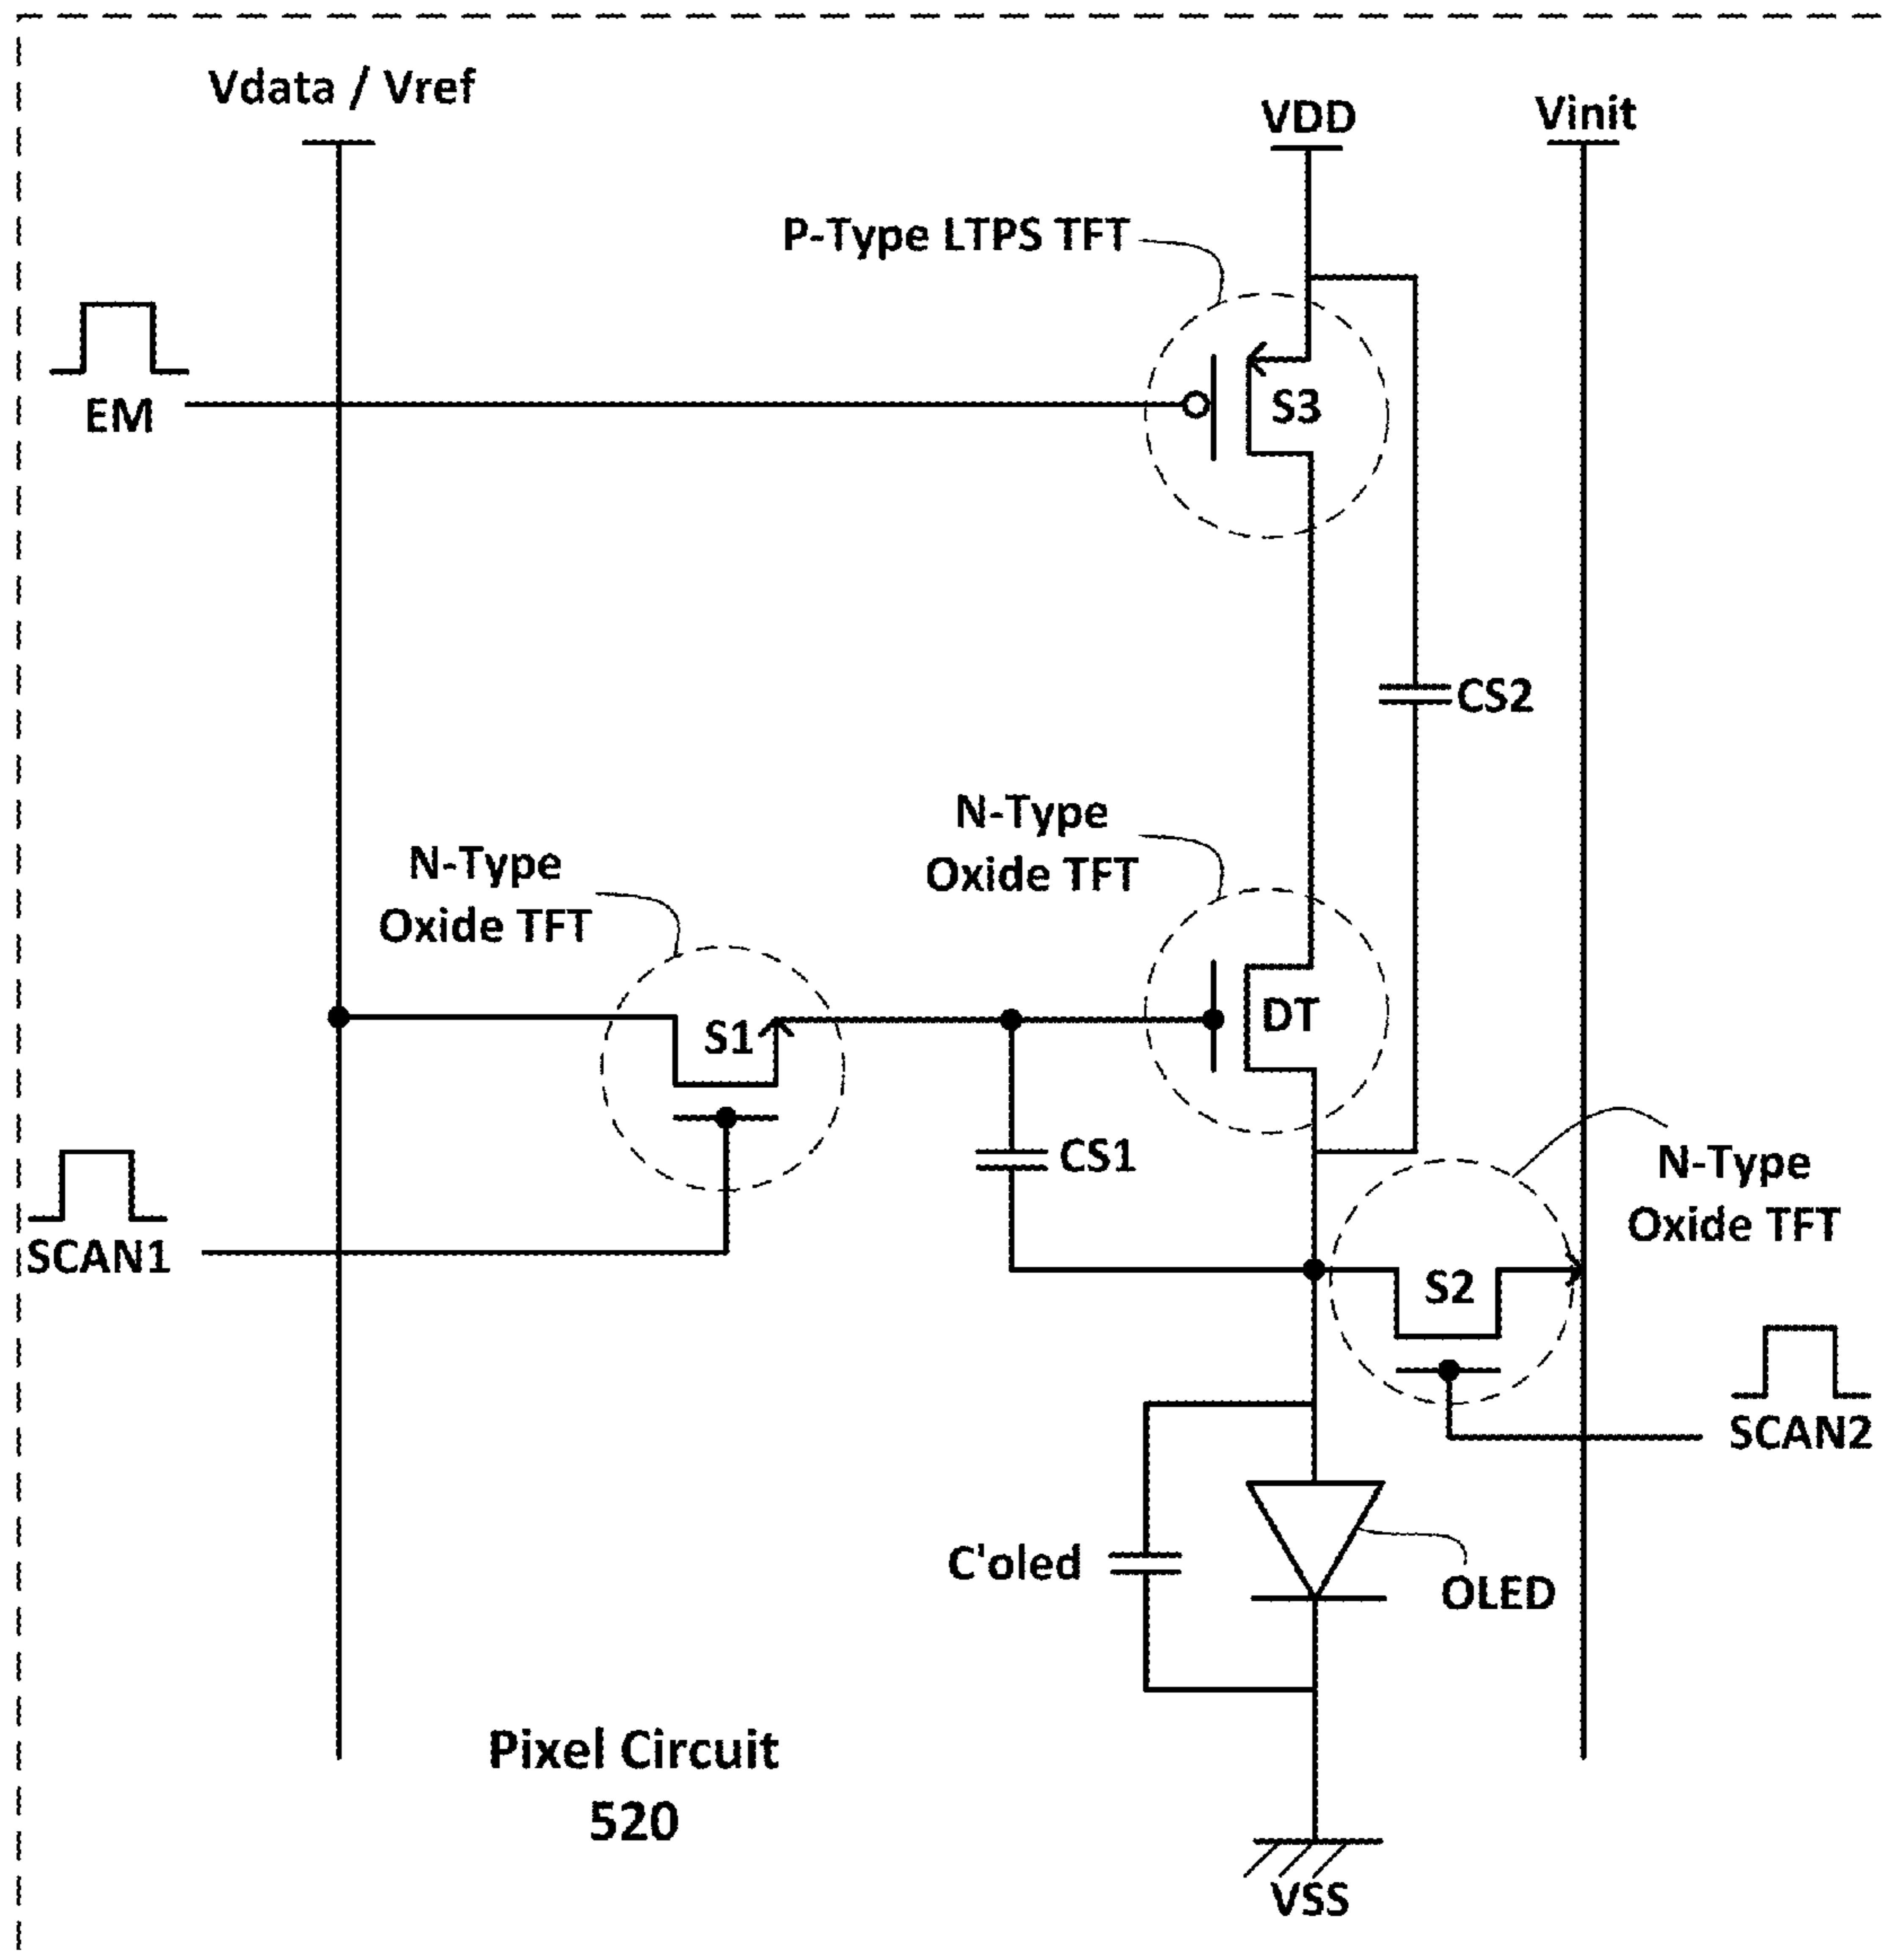 Vdata / Vref
VDD
Vinit
P-Type LTPS TFT
EM
S3
CS2
N-Type
Oxide TFT
N-Type
Oxide TFT
S1
DT
CS1
N-Type
Oxide TFT
SCAN1
S2
SCAN2
C'oled
OLED
Pixel Circuit
520
VSS